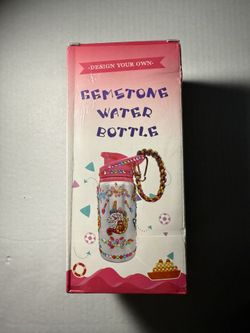 -DESIGN YOUR OWN-
GEMSTONE
WATER
BOTTLE